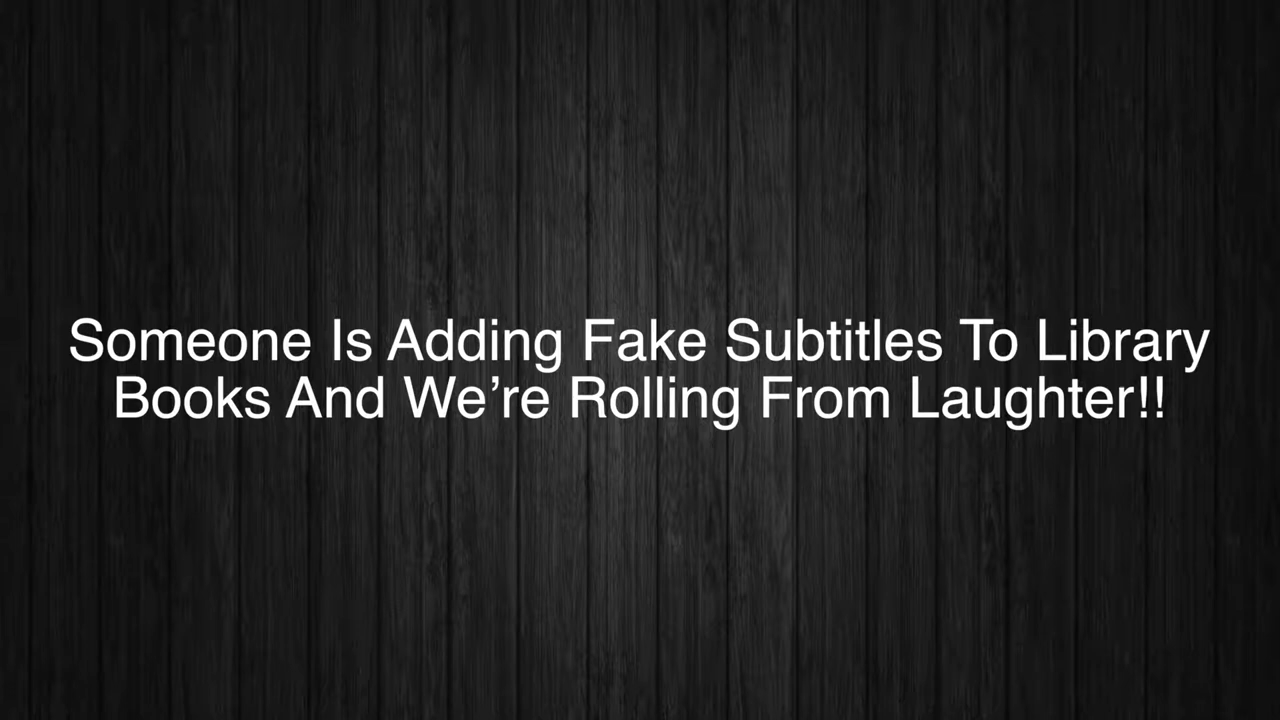 Someone Is Adding Fake Subtitles To Library
Books And We’re Rolling From Laughter!!